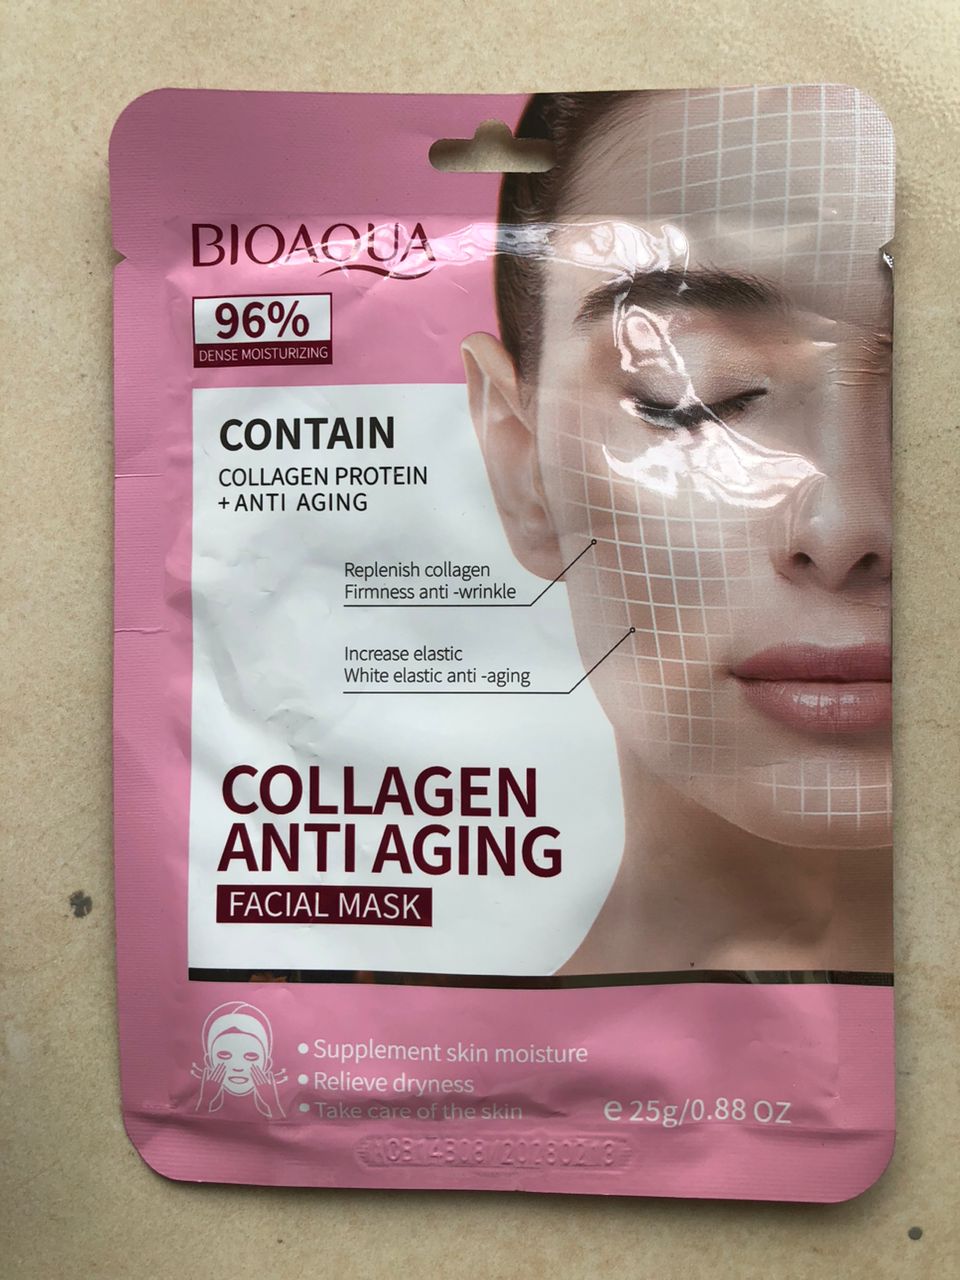 BIOAQUA
96%
DENSE MOISTURIZING
CONTAIN
COLLAGEN PROTEIN
+ ANTI AGING
Replenish collagen
Firmness anti -wrinkle
Increase elastic
White elastic anti -aging
COLLAGEN
ANTI AGING
FACIAL MASK
• Supplement skin moisture
• Relieve dryness
• Take care of the skin
e 25g/0.88 OZ